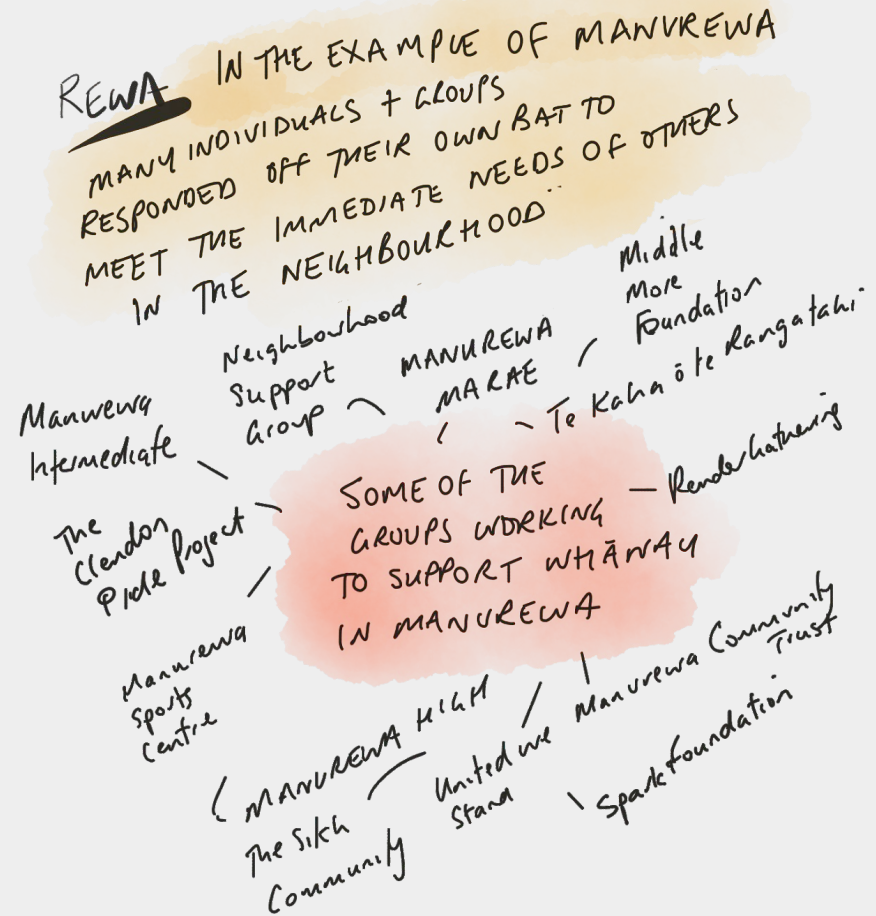 REWA IN THE EXAMPLE OF MANUREWA
MANY INDIVIDUALS + GROUPS
RESPONDED OFF THEIR OWN BAT TO
MEET THE IMMEDIATE NEEDS OF OTHERS
IN THE NEIGHBOURHOOD
Manurewa
Intermediate
Neighbourhood
Support
Group
MANUREWA
MARAE
Middle
More
Foundation
Te Kaha ō te Rangatahi
RenderGathering
The
Clendon
Pride Project
SOME OF THE
GROUPS WORKING
TO SUPPORT WHĀNAU
IN MANUREWA
Manurewa
Sports
Centre
MANUREWA HIGH
The Sikh
Community
United we
Stand
Manurewa Community
Trust
Spark Foundation